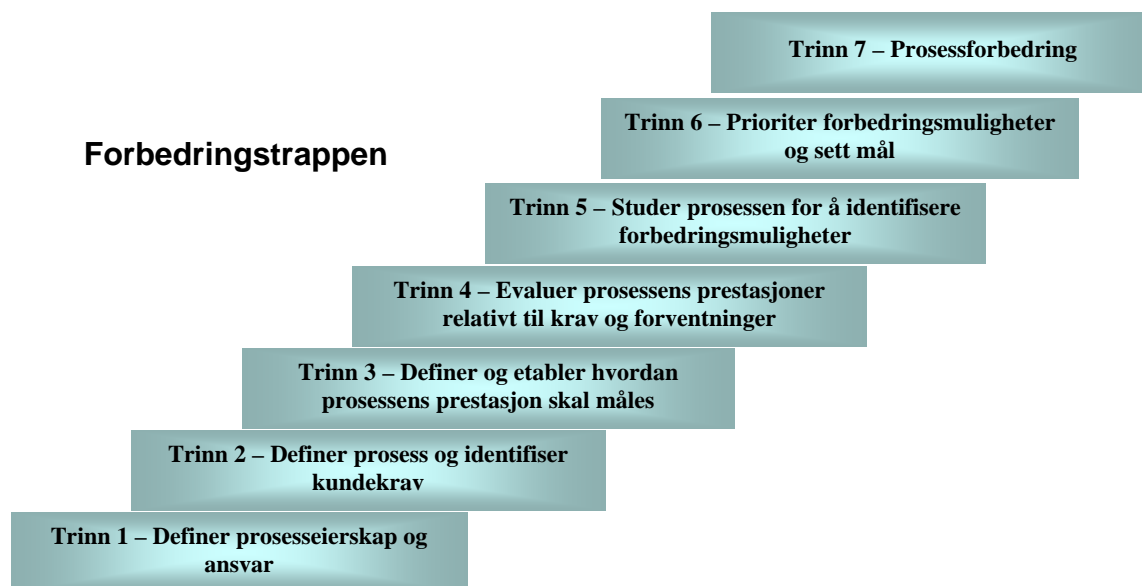 Trinn 7 – Prosessforbedring
Trinn 6 – Prioriter forbedringsmuligheter
og sett mål
Forbedringstrappen
Trinn 5 – Studer prosessen for å identifisere
forbedringsmuligheter
Trinn 4 – Evaluer prosessens prestasjoner
relativt til krav og forventninger
Trinn 3 – Definer og etabler hvordan
prosessens prestasjon skal måles
Trinn 2 – Definer prosess og identifiser
kundekrav
Trinn 1 – Definer prosesseierskap og
ansvar